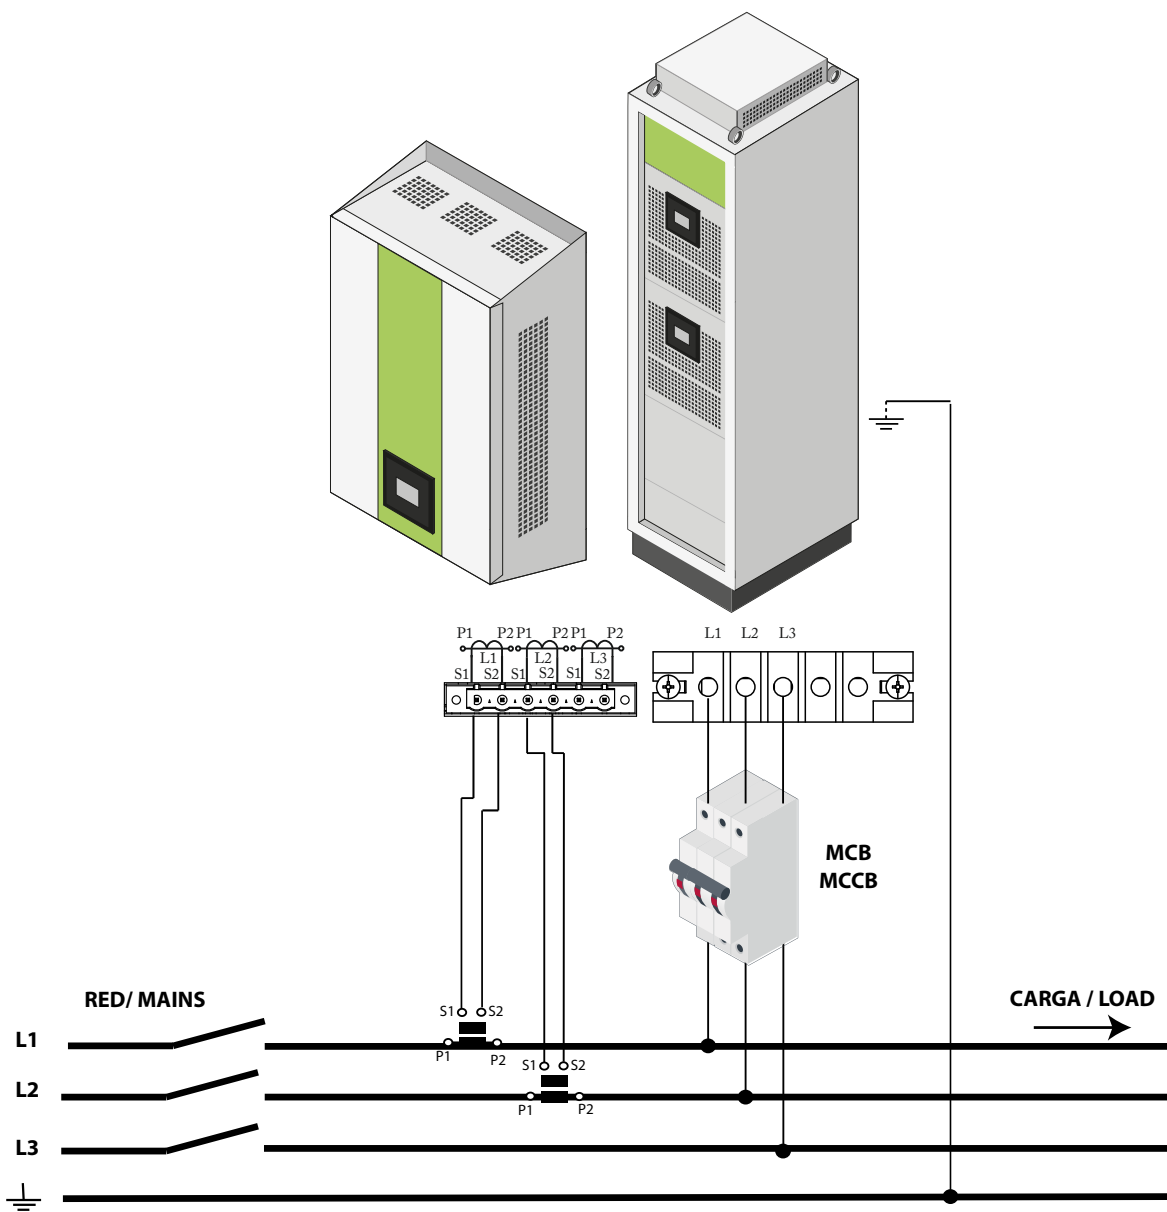 P1 P2 P1 P2 P1 P2
L1 L2 L3
S1 S2 S1 S2 S1 S2
L1 L2 L3
MCB
MCCB
RED/ MAINS
CARGA / LOAD
S1 S2
L1
P1 P2
S1 S2
L2
P1 P2
L3